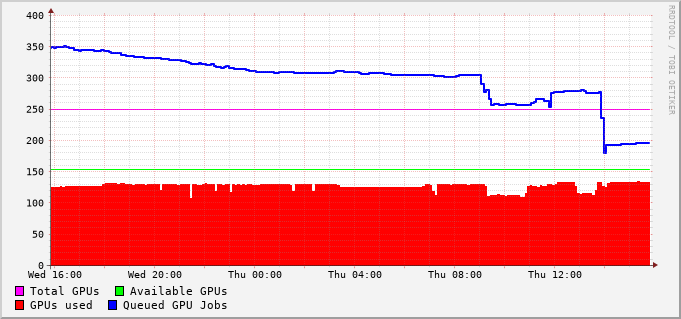 400
350
300
250
200
150
100
50
0
Wed 16:00 Wed 20:00 Thu 00:00 Thu 04:00 Thu 08:00 Thu 12:00
Total GPUs Available GPUs
GPUs used Queued GPU Jobs
RRDTOOL / TOBI OETIKER